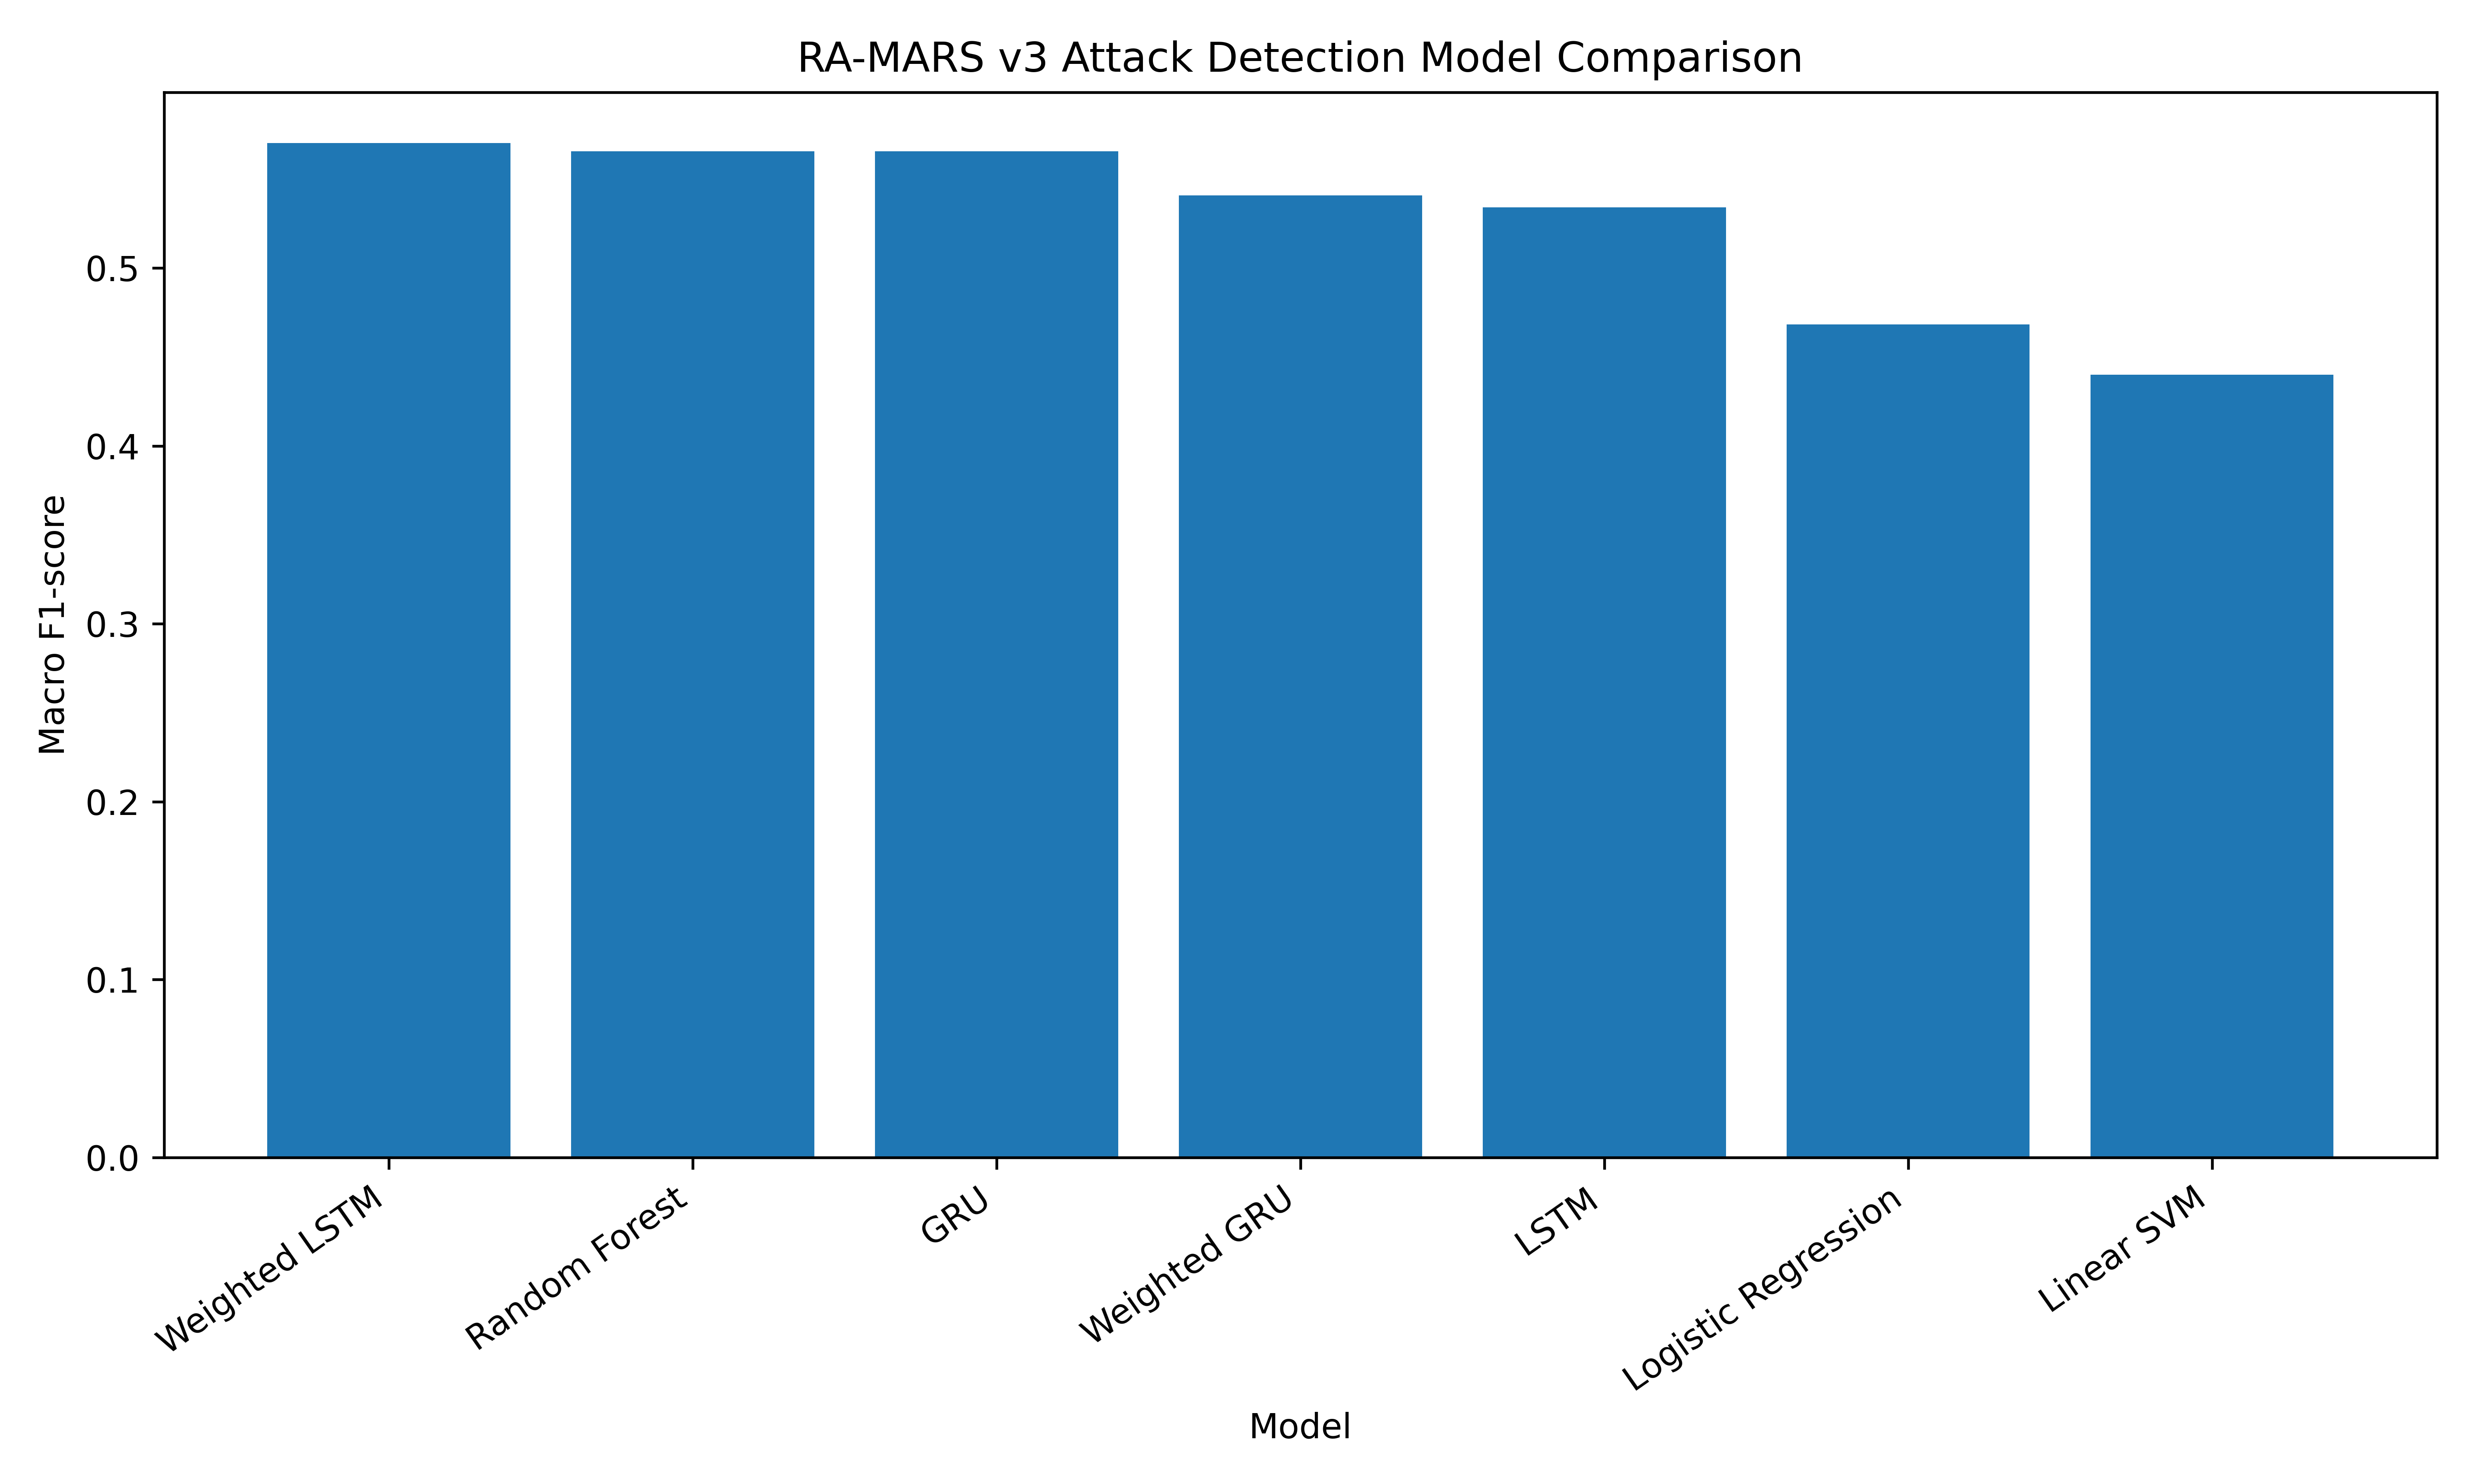 RA-MARS v3 Attack Detection Model Comparison
Macro F1-score
0.5
0.4
0.3
0.2
0.1
0.0
Weighted LSTM
Random Forest
GRU
Weighted GRU
LSTM
Logistic Regression
Linear SVM
Model